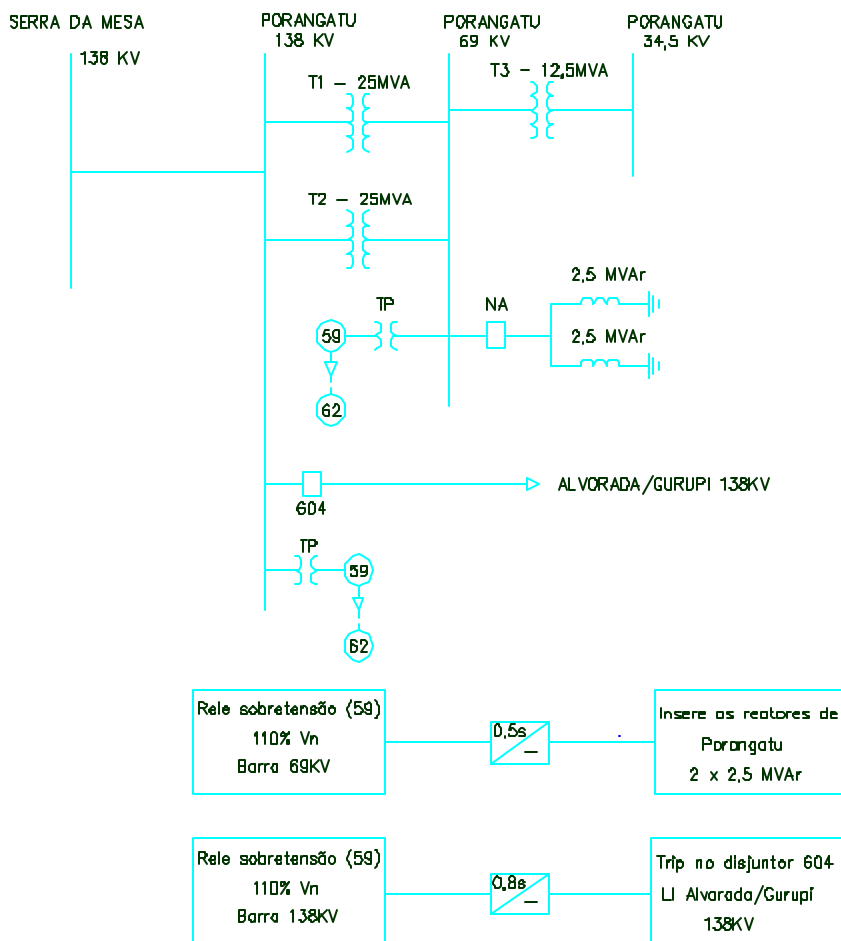 SERRA DA MESA
138 KV
PORANGATU
138 KV
PORANGATU
69 KV
PORANGATU
34,5 KV
T1 – 25MVA
T3 – 12,5MVA
T2 – 25MVA
2,5 MVAr
TP
NA
59
2,5 MVAr
62
604
ALVORADA/GURUPI 138KV
TP
59
62
Rele sobretensão (59)
110% Vn
Barra 69KV
0,5s
Insere os reatores de
Porangatu
2 x 2,5 MVAr
Rele sobretensão (59)
110% Vn
Barra 138KV
0,8s
Trip no disjuntor 604
LI Alvarada/Gurupi
138KV